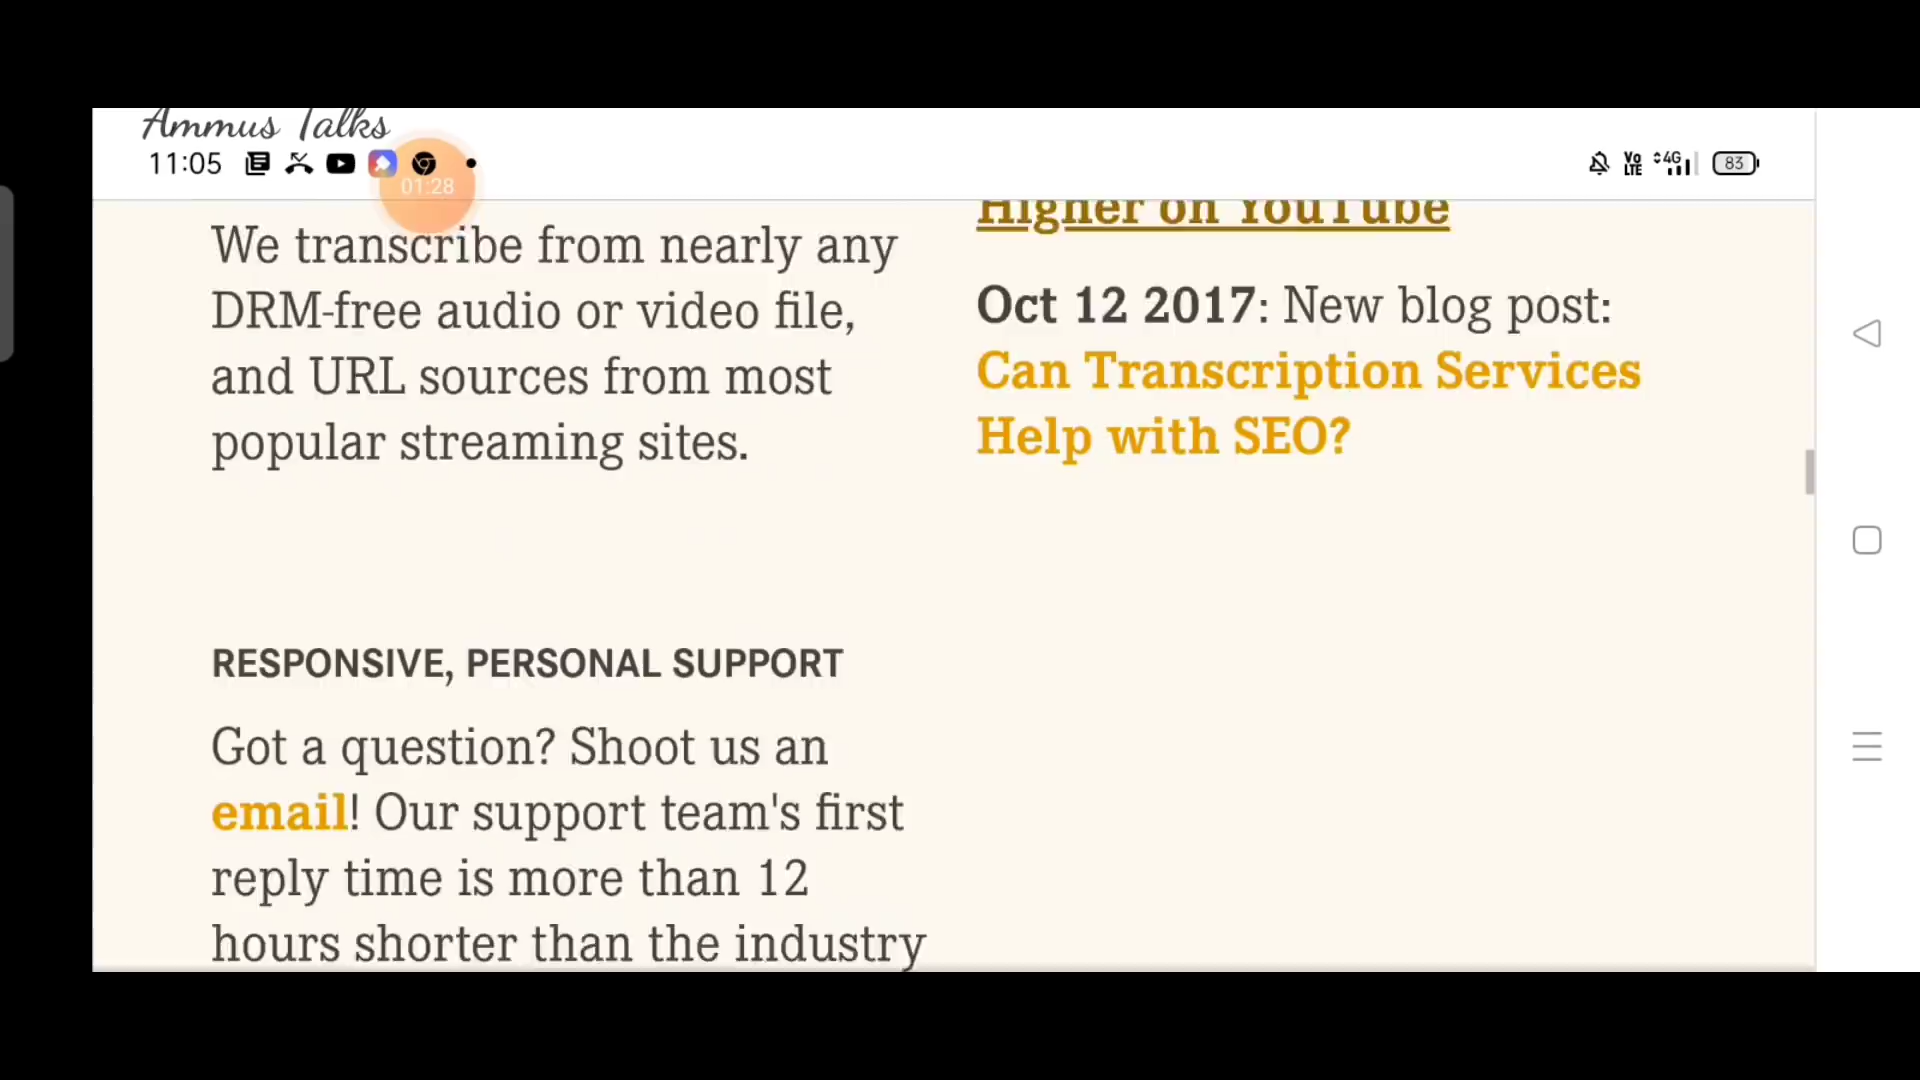 Ammus Talks
11:05
01:28
Vo
LTE
4G
83
We transcribe from nearly any
DRM-free audio or video file,
and URL sources from most
popular streaming sites.
RESPONSIVE, PERSONAL SUPPORT
Got a question? Shoot us an
email! Our support team's first
reply time is more than 12
hours shorter than the industry
Higher on YouTube
Oct 12 2017: New blog post:
Can Transcription Services
Help with SEO?